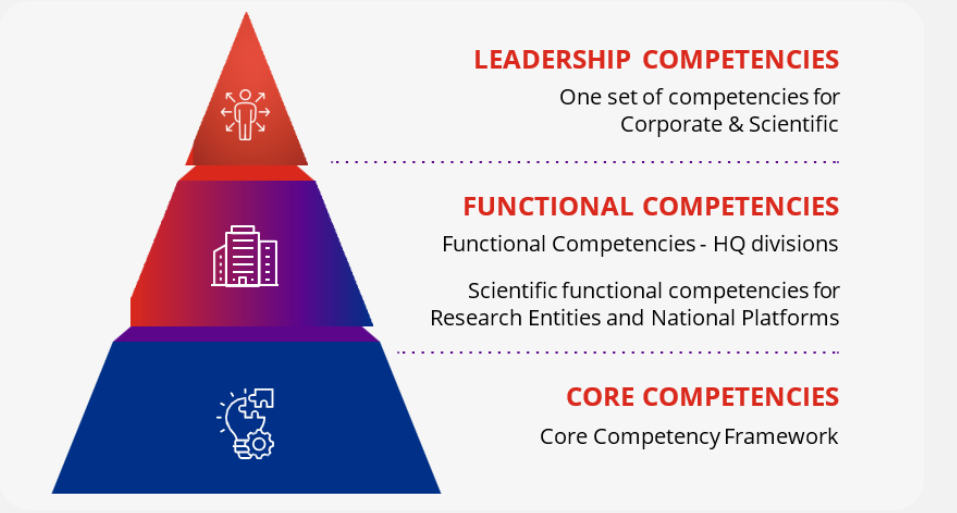 LEADERSHIP COMPETENCIES
One set of competencies for
Corporate & Scientific
FUNCTIONAL COMPETENCIES
Functional Competencies - HQ divisions
Scientific functional competencies for
Research Entities and National Platforms
CORE COMPETENCIES
Core Competency Framework